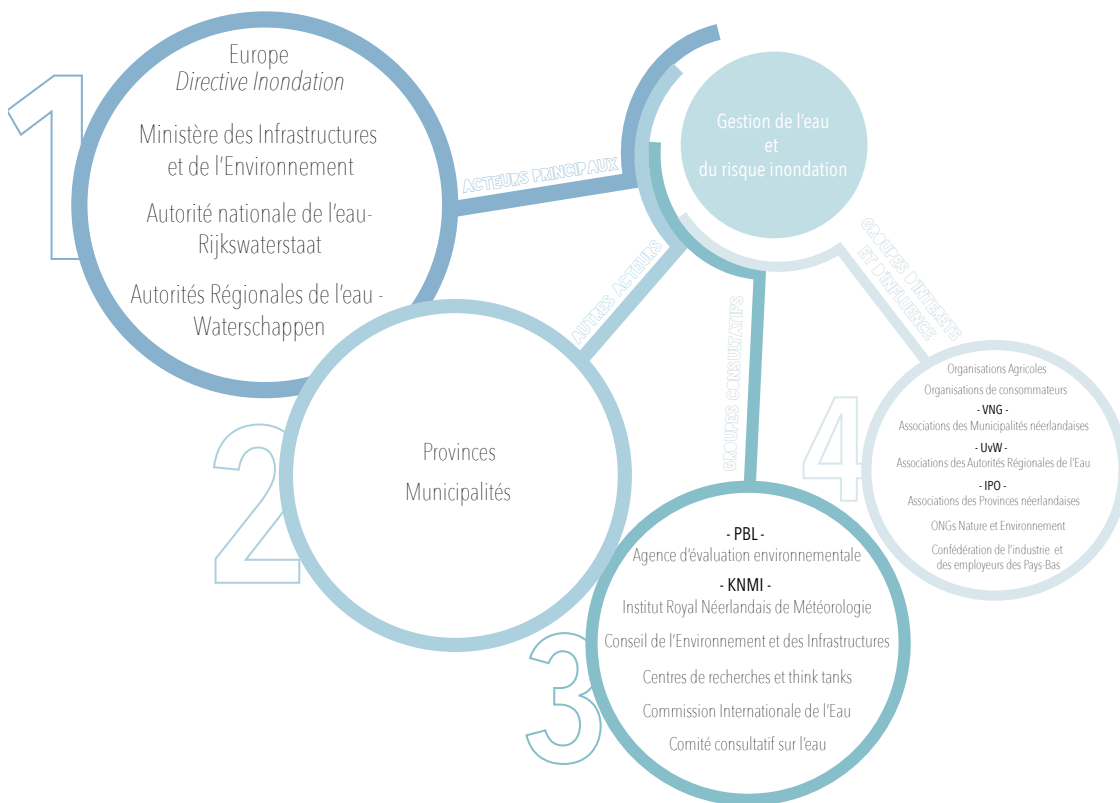 1
Europe
Directive Inondation
Ministère des Infrastructures
et de l'Environnement
Autorité nationale de l'eau-
Rijkswaterstaat
Autorités Régionales de l'eau -
Waterschappen
ACTEURS PRINCIPAUX
Gestion de l'eau
et
du risque inondation
2
Provinces
Municipalités
AUTRES ACTEURS
3
- PBL -
Agence d'évaluation environnementale
- KNMI -
Institut Royal Néerlandais de Météorologie
Conseil de l'Environnement et des Infrastructures
Centres de recherches et think tanks
Commission Internationale de l'Eau
Comité consultatif sur l'eau
GROUPES CONSULTATIFS
4
Organisations Agricoles
Organisations de consommateurs
- VNG -
Associations des Municipalités néerlandaises
- UvW -
Associations des Autorités Régionales de l'Eau
- IPO -
Associations des Provinces néerlandaises
ONGs Nature et Environnement
Confédération de l'industrie et
des employeurs des Pays-Bas
GROUPES D'INTERETS
ET D'INFLUENCE